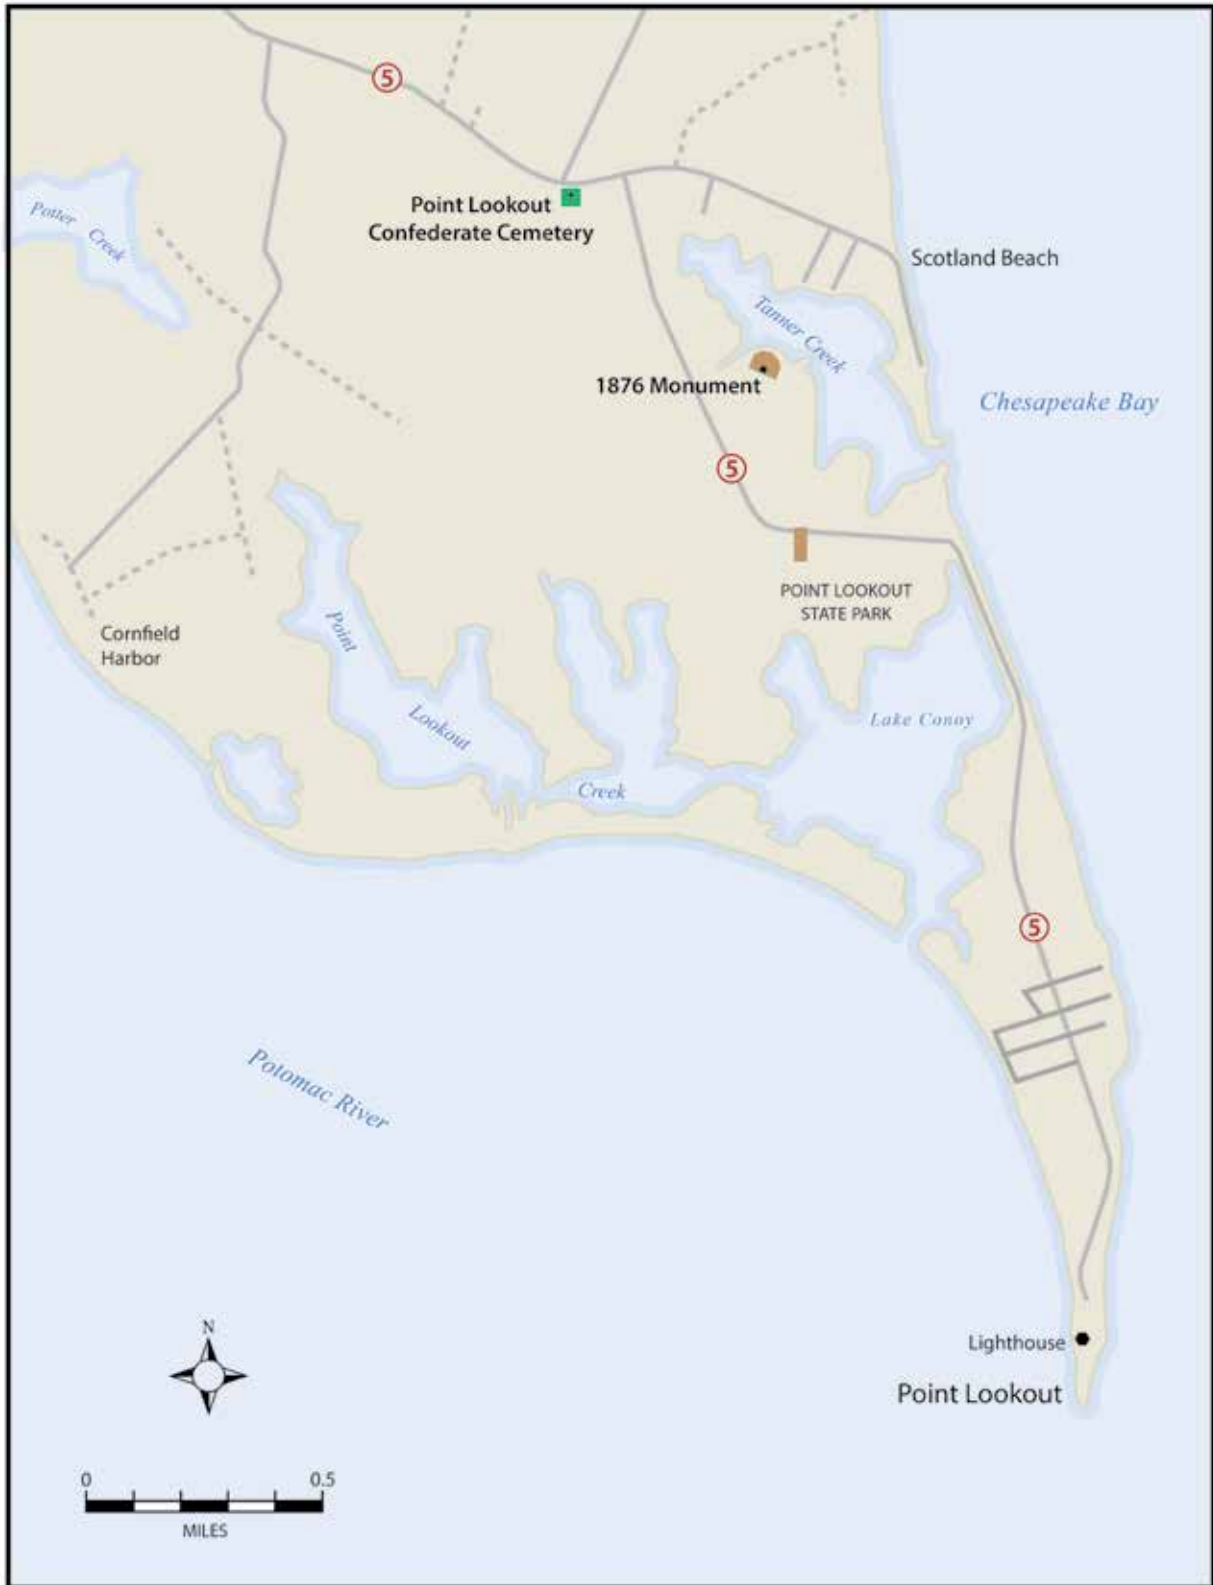 5
Potter Creek
Point Lookout
Confederate Cemetery
Scotland Beach
Tanner Creek
1876 Monument
Chesapeake Bay
5
POINT LOOKOUT
STATE PARK
Cornfield
Harbor
Point
Lookout
Creek
Lake Conoy
5
Potomac River
N
Lighthouse
Point Lookout
0 0.5
MILES